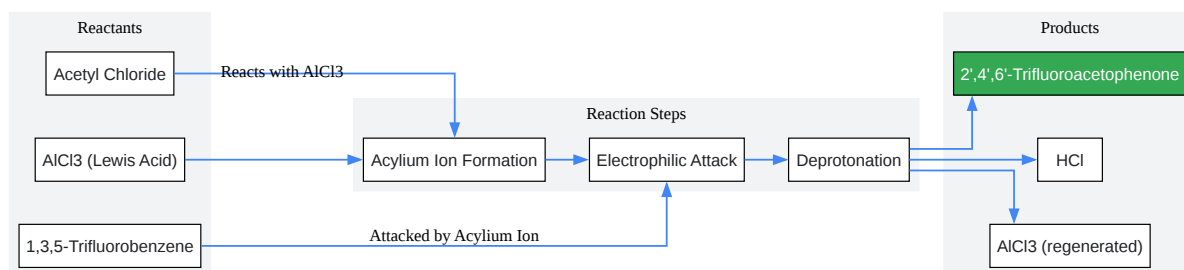 Reactants
Products
Acetyl Chloride
Reacts with AlCl3
2',4',6'-Trifluoroacetophenone
Reaction Steps
AlCl3 (Lewis Acid)
Acylium Ion Formation
Electrophilic Attack
Deprotonation
HCl
1,3,5-Trifluorobenzene
Attacked by Acylium Ion
AlCl3 (regenerated)